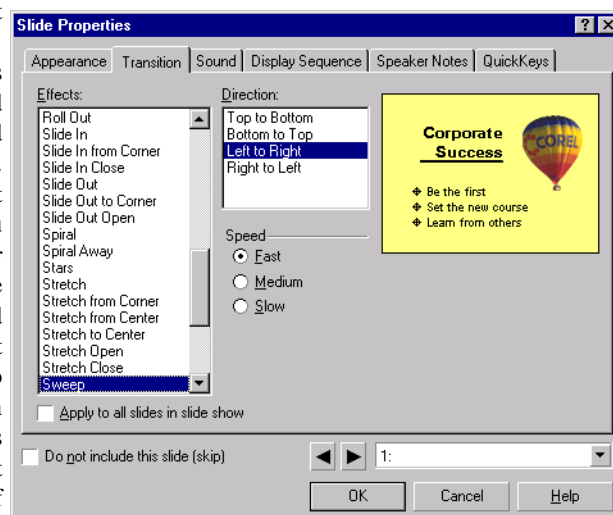 Slide Properties
Appearance Transition Sound Display Sequence Speaker Notes QuickKeys
Effects:
Roll Out
Slide In
Slide In from Corner
Slide In Close
Slide Out
Slide Out to Corner
Slide Out Open
Spiral
Spiral Away
Stars
Stretch
Stretch from Corner
Stretch from Center
Stretch to Center
Stretch Open
Stretch Close
Sweep
Direction:
Top to Bottom
Bottom to Top
Left to Right
Right to Left
Speed
Fast
Medium
Slow
Corporate
Success
COREL
Be the first
Set the new course
Learn from others
Apply to all slides in slide show
Do not include this slide (skip)
1:
OK Cancel Help